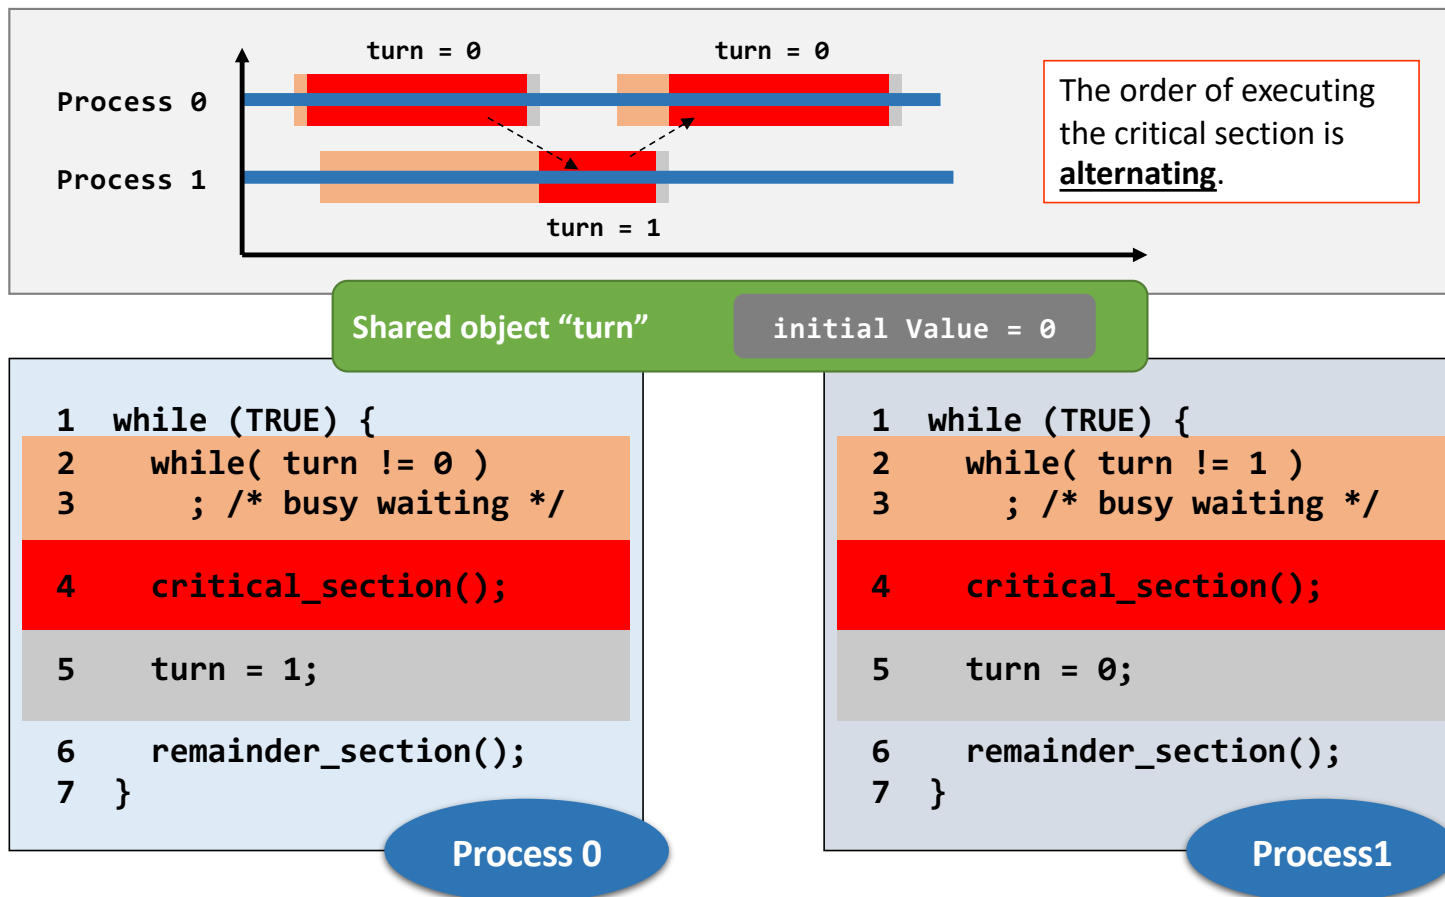 turn = 0
turn = 0
Process 0
Process 1
turn = 1
The order of executing
the critical section is
alternating.
Shared object “turn”
initial Value = 0
1 while (TRUE) {
2 while( turn != 0 )
3 ; /* busy waiting */
4 critical_section();
5 turn = 1;
6 remainder_section();
7 }
Process 0
1 while (TRUE) {
2 while( turn != 1 )
3 ; /* busy waiting */
4 critical_section();
5 turn = 0;
6 remainder_section();
7 }
Process1